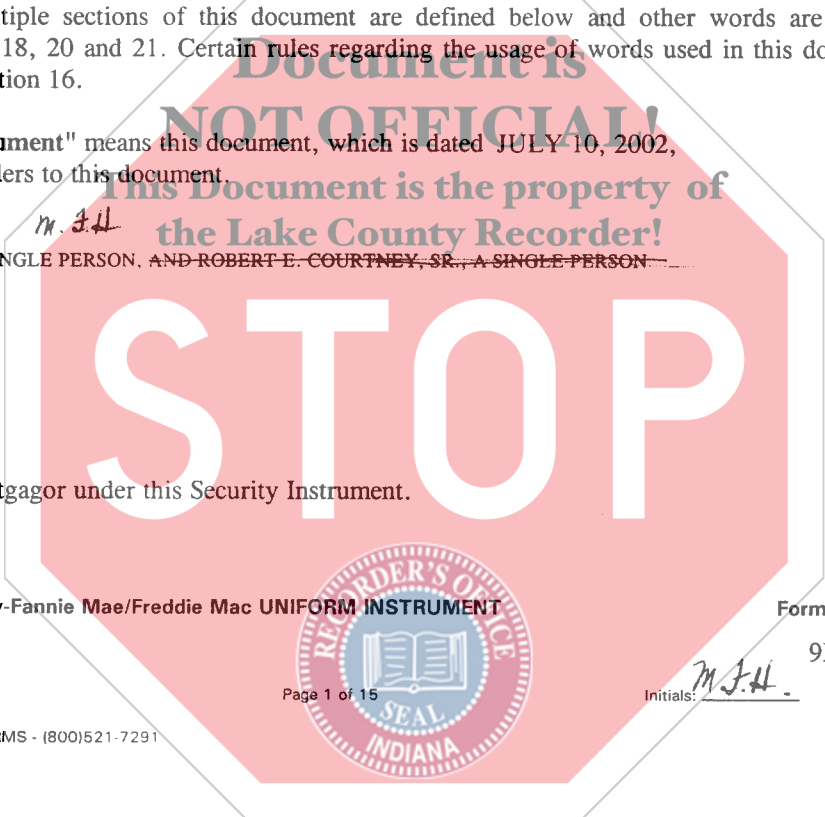 tiple sections of this document are defined below and other words are
18, 20 and 21. Certain rules regarding the usage of words used in this do
tion 16.
Document is
NOT OFFICIAL!
This Document is the property of
the Lake County Recorder!
ument" means this document, which is dated JULY 10, 2002,
lers to this document.
M. F.H
NGLE PERSON, AND ROBERT E. COURTNEY, SR., A SINGLE PERSON
STOP
tgagor under this Security Instrument.
-Fannie Mae/Freddie Mac UNIFORM INSTRUMENT
Form
RECORDER'S OFFICE
SEAL
INDIANA
Page 1 of 15
Initials: M F.H.
RMS - (800)521-7291